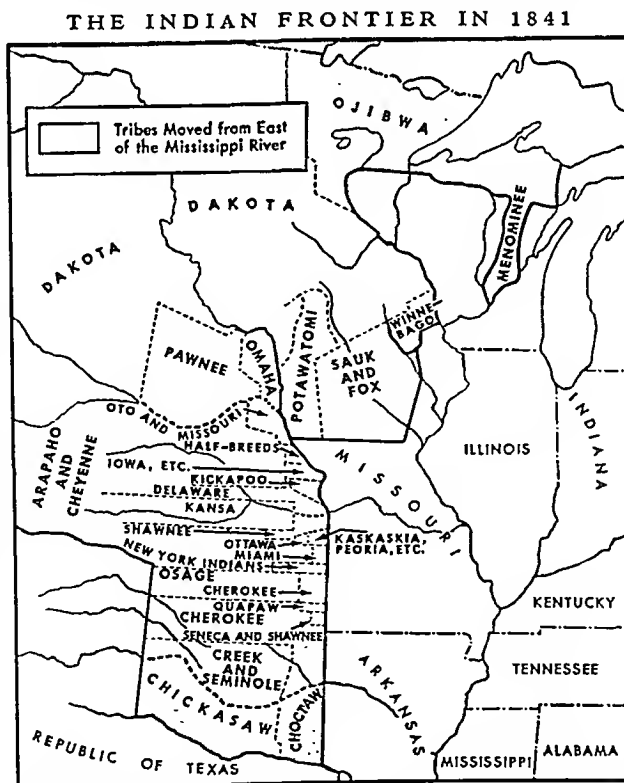 THE INDIAN FRONTIER IN 1841
Tribes Moved from East
of the Mississippi River
OJIBWA
DAKOTA
MENOMINEE
DAKOTA
WINNE-
BAGO
PAWNEE
OMAHA
POTAWATOMI
SAUK
AND
FOX
OTO AND MISSOURI
HALF-BREEDS
ARAPAHO
AND
CHEYENNE
IOWA, ETC.
KICKAPOO
DELAWARE
KANSA
MISSOURI
ILLINOIS
INDIANA
SHAWNEE
OTTAWA
MIAMI
KASKASKIA,
PEORIA, ETC.
NEW YORK INDIANS
OSAGE
CHEROKEE
QUAPAW
CHEROKEE
SENECA AND SHAWNEE
KENTUCKY
CREEK
AND
SEMINOLE
CHICKASAW
CHOCTAW
ARKANSAS
TENNESSEE
REPUBLIC OF TEXAS
MISSISSIPPI
ALABAMA